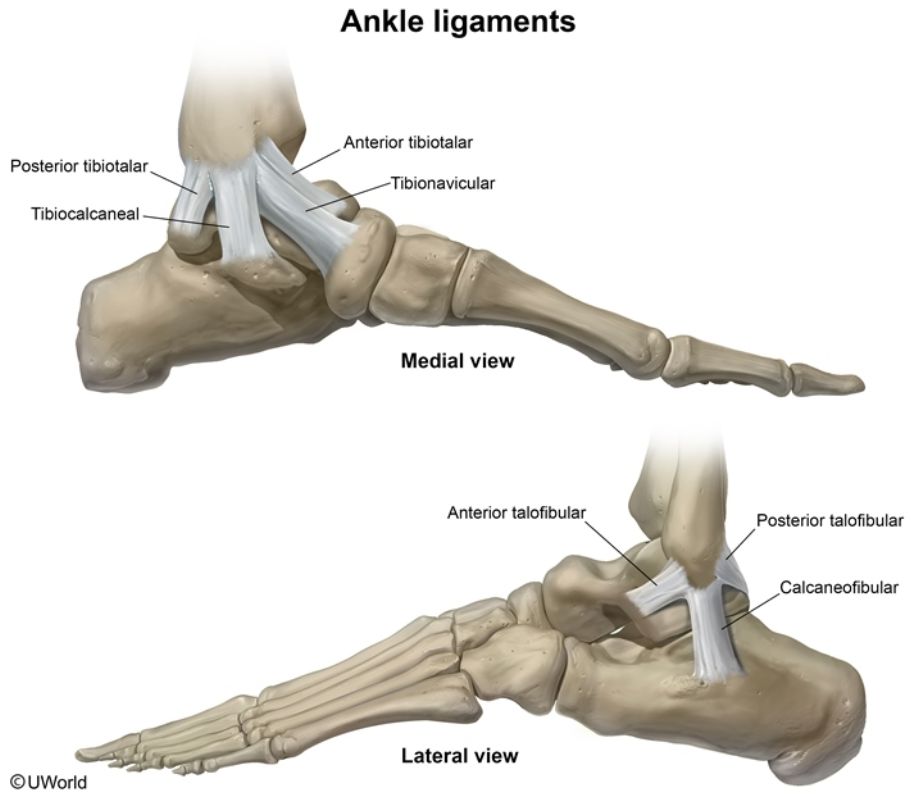 Ankle ligaments
Anterior tibiotalar
Posterior tibiotalar
Tibionavicular
Tibiocalcaneal
Medial view
Anterior talofibular
Posterior talofibular
Calcaneofibular
Lateral view
©UWorld